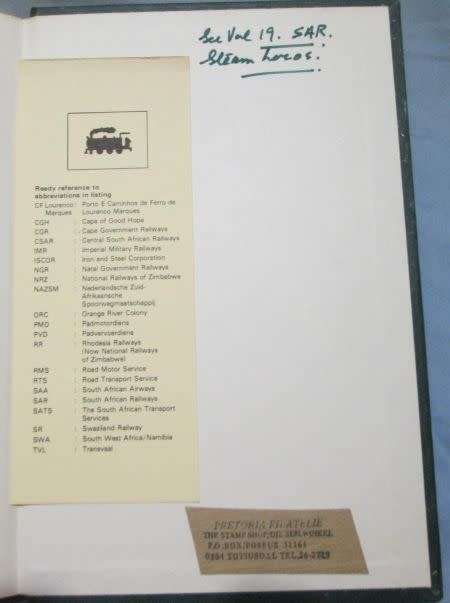 See Vol 19. SAR.
Steam Locos.
Ready reference to
abbreviations in listing
CF Lourenco : Porto E Caminhos de Ferro de
Marques Lourenco Marques
CGH : Cape of Good Hope
CGR : Cape Government Railways
CSAR : Central South African Railways
IMR : Imperial Military Railways
ISCOR : Iron and Steel Corporation
NGR : Natal Government Railways
NRZ : National Railways of Zimbabwe
NAZSM : Nederlandsche Zuid-
Afrikaansche
Spoorwegmaatschappij
ORC : Orange River Colony
PMD : Padmotordiens
PVD : Padvervoerdiens
RR : Rhodesia Railways
(Now National Railways
of Zimbabwe)
RMS : Road Motor Service
RTS : Road Transport Service
SAA : South African Airways
SAR : South African Railways
SATS : The South African Transport
Services
SR : Swaziland Railway
SWA : South West Africa/Namibia
TVL : Transvaal
PRETORIA FILATELIE
THE STAMP SHOP/DIE SEELWINKEL
P.O. BOX/POSBUS 31161
0134 TOTIUSDAL TEL.